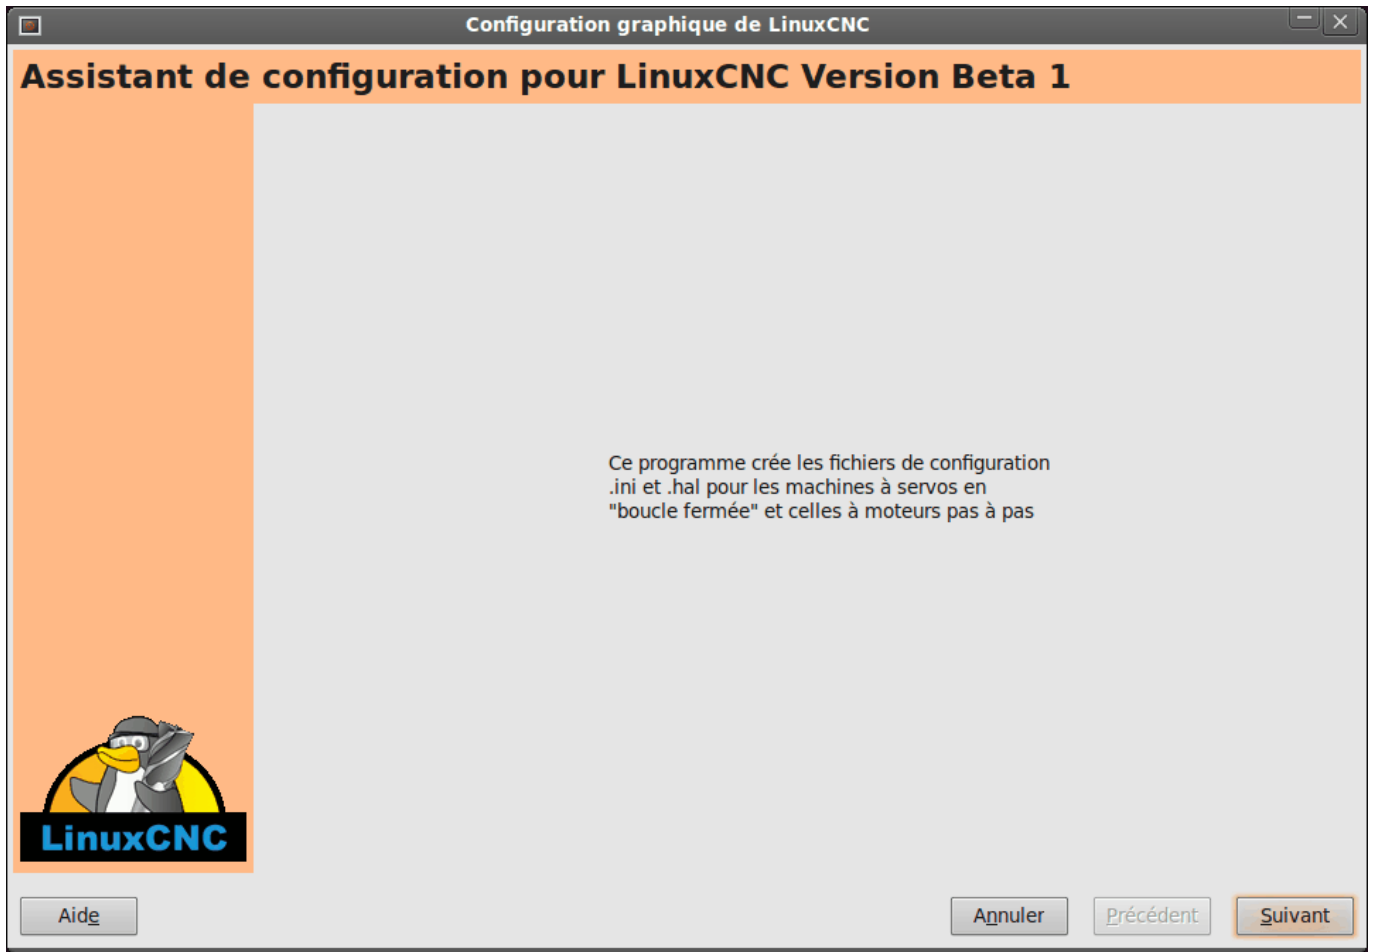 Configuration graphique de LinuxCNC
Assistant de configuration pour LinuxCNC Version Beta 1
Ce programme crée les fichiers de configuration
.ini et .hal pour les machines à servos en
"boucle fermée" et celles à moteurs pas à pas
LinuxCNC
Aide
Annuler
Précédent
Suivant